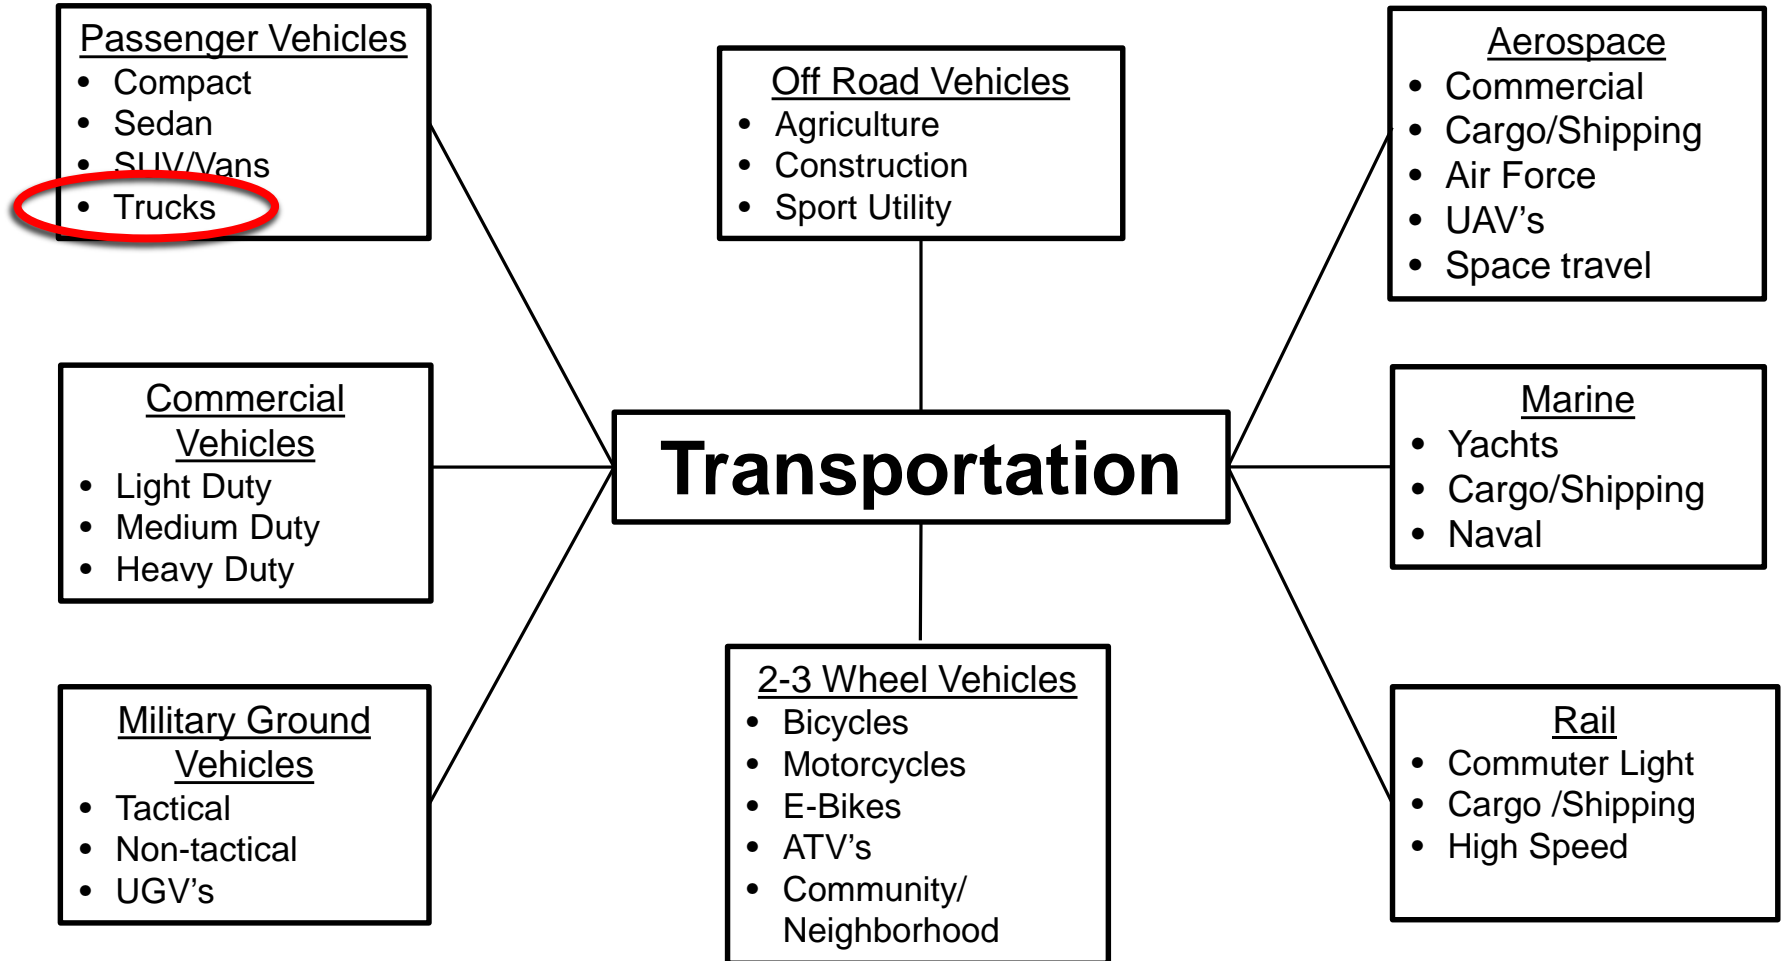 Passenger Vehicles
• Compact
• Sedan
• SUV/Vans
• Trucks
Off Road Vehicles
• Agriculture
• Construction
• Sport Utility
Aerospace
• Commercial
• Cargo/Shipping
• Air Force
• UAV’s
• Space travel
Commercial
Vehicles
• Light Duty
• Medium Duty
• Heavy Duty
Transportation
Marine
• Yachts
• Cargo/Shipping
• Naval
Military Ground
Vehicles
• Tactical
• Non-tactical
• UGV’s
2-3 Wheel Vehicles
• Bicycles
• Motorcycles
• E-Bikes
• ATV’s
• Community/
Neighborhood
Rail
• Commuter Light
• Cargo /Shipping
• High Speed